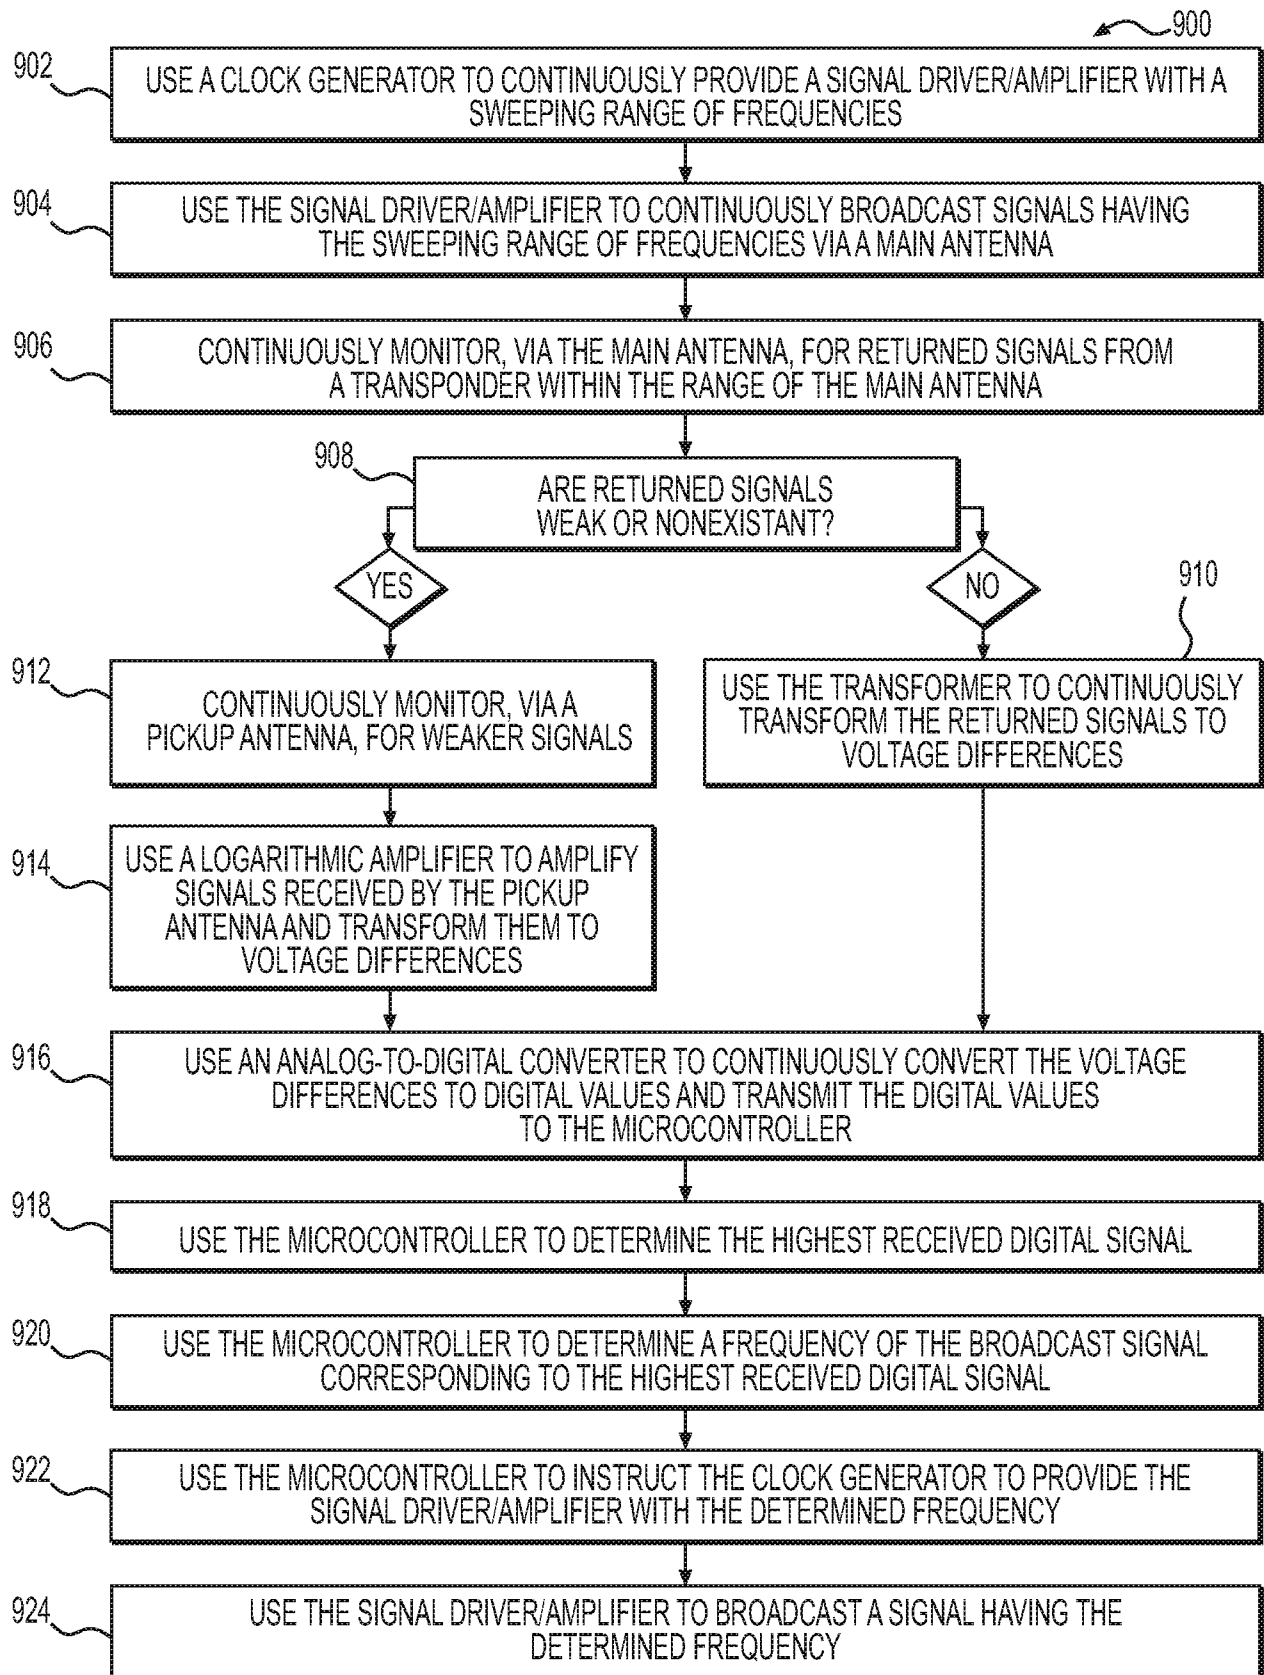 900
902
USE A CLOCK GENERATOR TO CONTINUOUSLY PROVIDE A SIGNAL DRIVER/AMPLIFIER WITH A
SWEEPING RANGE OF FREQUENCIES
904
USE THE SIGNAL DRIVER/AMPLIFIER TO CONTINUOUSLY BROADCAST SIGNALS HAVING
THE SWEEPING RANGE OF FREQUENCIES VIA A MAIN ANTENNA
906
CONTINUOUSLY MONITOR, VIA THE MAIN ANTENNA, FOR RETURNED SIGNALS FROM
A TRANSPONDER WITHIN THE RANGE OF THE MAIN ANTENNA
908
ARE RETURNED SIGNALS
WEAK OR NONEXISTANT?
YES
NO
910
912
CONTINUOUSLY MONITOR, VIA A
PICKUP ANTENNA, FOR WEAKER SIGNALS
USE THE TRANSFORMER TO CONTINUOUSLY
TRANSFORM THE RETURNED SIGNALS TO
VOLTAGE DIFFERENCES
914
USE A LOGARITHMIC AMPLIFIER TO AMPLIFY
SIGNALS RECEIVED BY THE PICKUP
ANTENNA AND TRANSFORM THEM TO
VOLTAGE DIFFERENCES
916
USE AN ANALOG-TO-DIGITAL CONVERTER TO CONTINUOUSLY CONVERT THE VOLTAGE
DIFFERENCES TO DIGITAL VALUES AND TRANSMIT THE DIGITAL VALUES
TO THE MICROCONTROLLER
918
USE THE MICROCONTROLLER TO DETERMINE THE HIGHEST RECEIVED DIGITAL SIGNAL
920
USE THE MICROCONTROLLER TO DETERMINE A FREQUENCY OF THE BROADCAST SIGNAL
CORRESPONDING TO THE HIGHEST RECEIVED DIGITAL SIGNAL
922
USE THE MICROCONTROLLER TO INSTRUCT THE CLOCK GENERATOR TO PROVIDE THE
SIGNAL DRIVER/AMPLIFIER WITH THE DETERMINED FREQUENCY
924
USE THE SIGNAL DRIVER/AMPLIFIER TO BROADCAST A SIGNAL HAVING THE
DETERMINED FREQUENCY